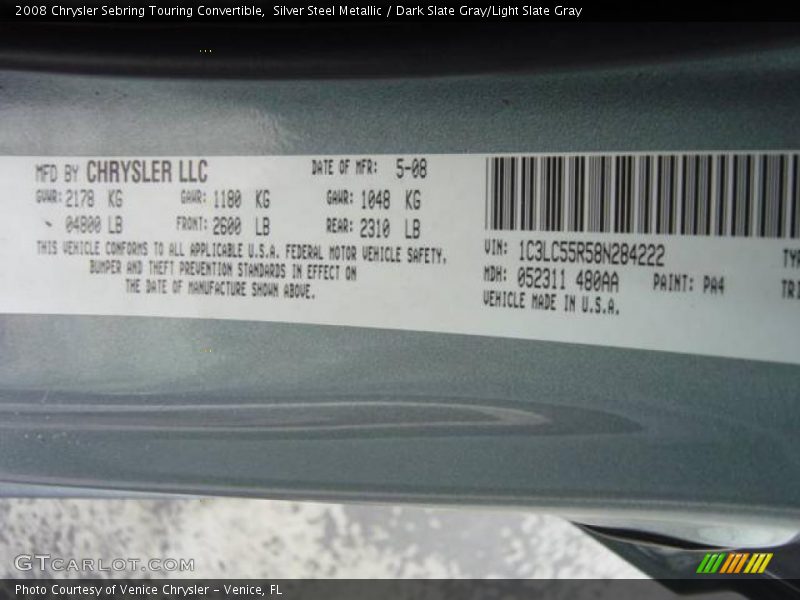 2008 Chrysler Sebring Touring Convertible,  Silver Steel Metallic / Dark Slate Gray/Light Slate Gray
MFD BY CHRYSLER LLC DATE OF MFR: 5-08
GVWR: 2178 KG GAWR: 1180 KG GAWR: 1048 KG
04800 LB FRONT: 2600 LB REAR: 2310 LB
THIS VEHICLE CONFORMS TO ALL APPLICABLE U.S.A. FEDERAL MOTOR VEHICLE SAFETY,
BUMPER AND THEFT PREVENTION STANDARDS IN EFFECT ON
THE DATE OF MANUFACTURE SHOWN ABOVE.
VIN: 1C3LC55R58N284222
MDH: 052311 480AA PAINT: PA4
VEHICLE MADE IN U.S.A.
GTCARLOT.COM
Photo Courtesy of Venice Chrysler - Venice, FL